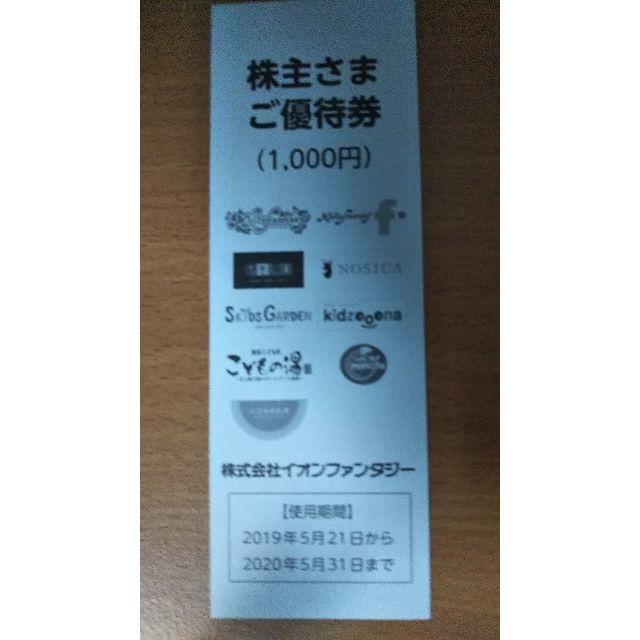 株主さま
ご優待券
(1,000円)
NOSICA
SKIDSGARDEN
kidzooona
こどもの湯
株式会社イオンファンタジー
【使用期間】
2019年5月21日から
2020年5月31日まで